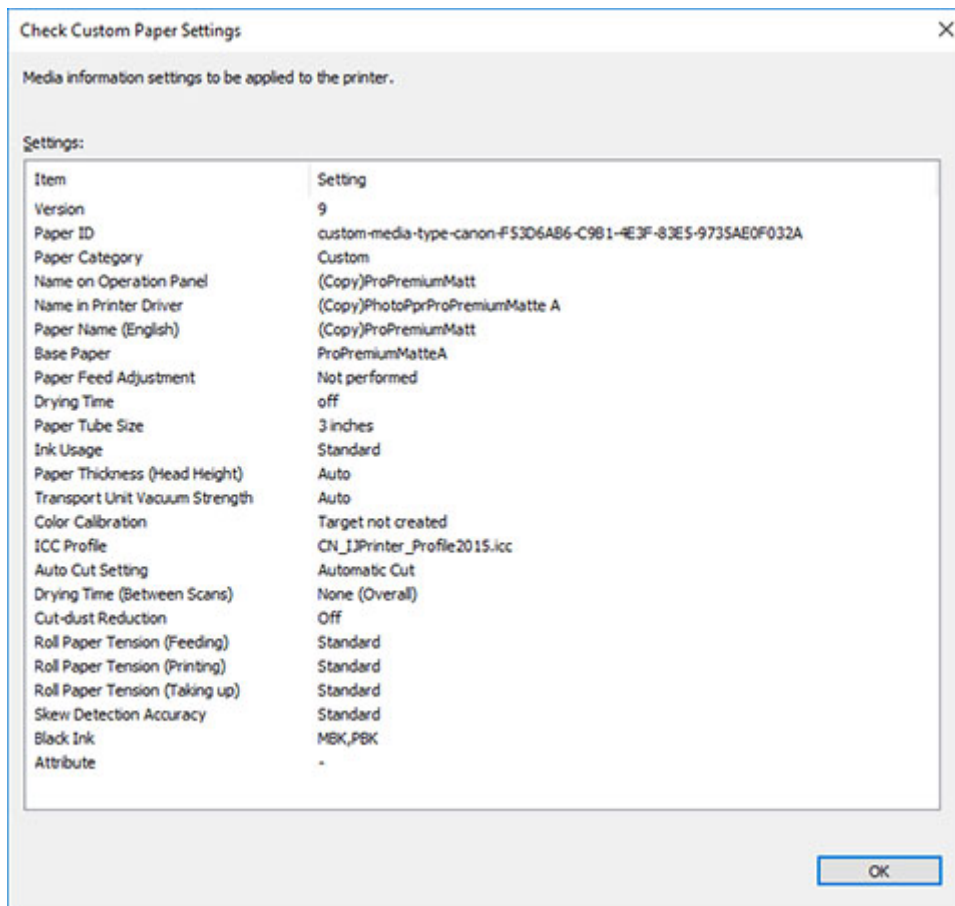 Check Custom Paper Settings
Media information settings to be applied to the printer.
Settings:
Item Setting
Version 9
Paper ID custom-media-type-canon-F53D6AB6-C9B1-4E3F-83E5-9735AE0F032A
Paper Category Custom
Name on Operation Panel (Copy)ProPremiumMatt
Name in Printer Driver (Copy)PhotoPprProPremiumMatte A
Paper Name (English) (Copy)ProPremiumMatt
Base Paper ProPremiumMatteA
Paper Feed Adjustment Not performed
Drying Time off
Paper Tube Size 3 inches
Ink Usage Standard
Paper Thickness (Head Height) Auto
Transport Unit Vacuum Strength Auto
Color Calibration Target not created
ICC Profile CN_IJPrinter_Profile2015.icc
Auto Cut Setting Automatic Cut
Drying Time (Between Scans) None (Overall)
Cut-dust Reduction Off
Roll Paper Tension (Feeding) Standard
Roll Paper Tension (Printing) Standard
Roll Paper Tension (Taking up) Standard
Skew Detection Accuracy Standard
Black Ink MBK,PBK
Attribute -
OK